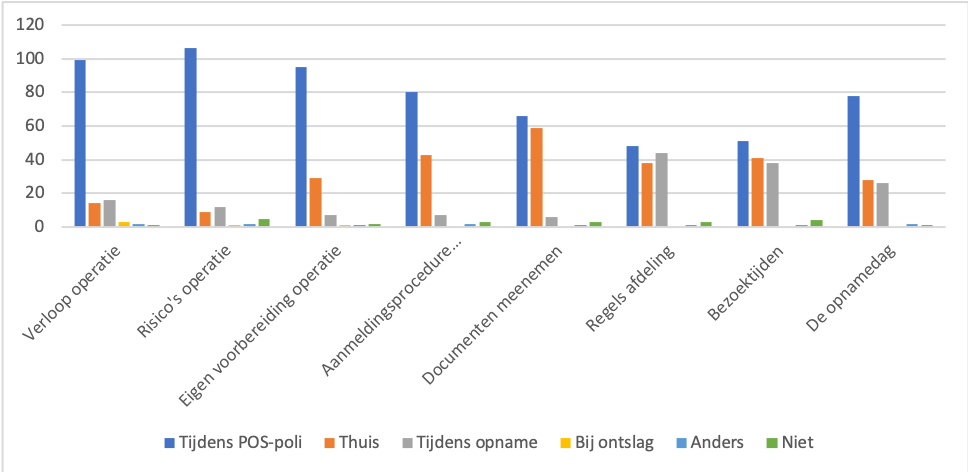 120
100
80
60
40
20
0
Verloop operatie
Risico's operatie
Eigen voorbereiding operatie
Aanmeldingsprocedure...
Documenten meenemen
Regels afdeling
Bezoektijden
De opnamedag
Tijdens POS-poli Thuis Tijdens opname Bij ontslag Anders Niet